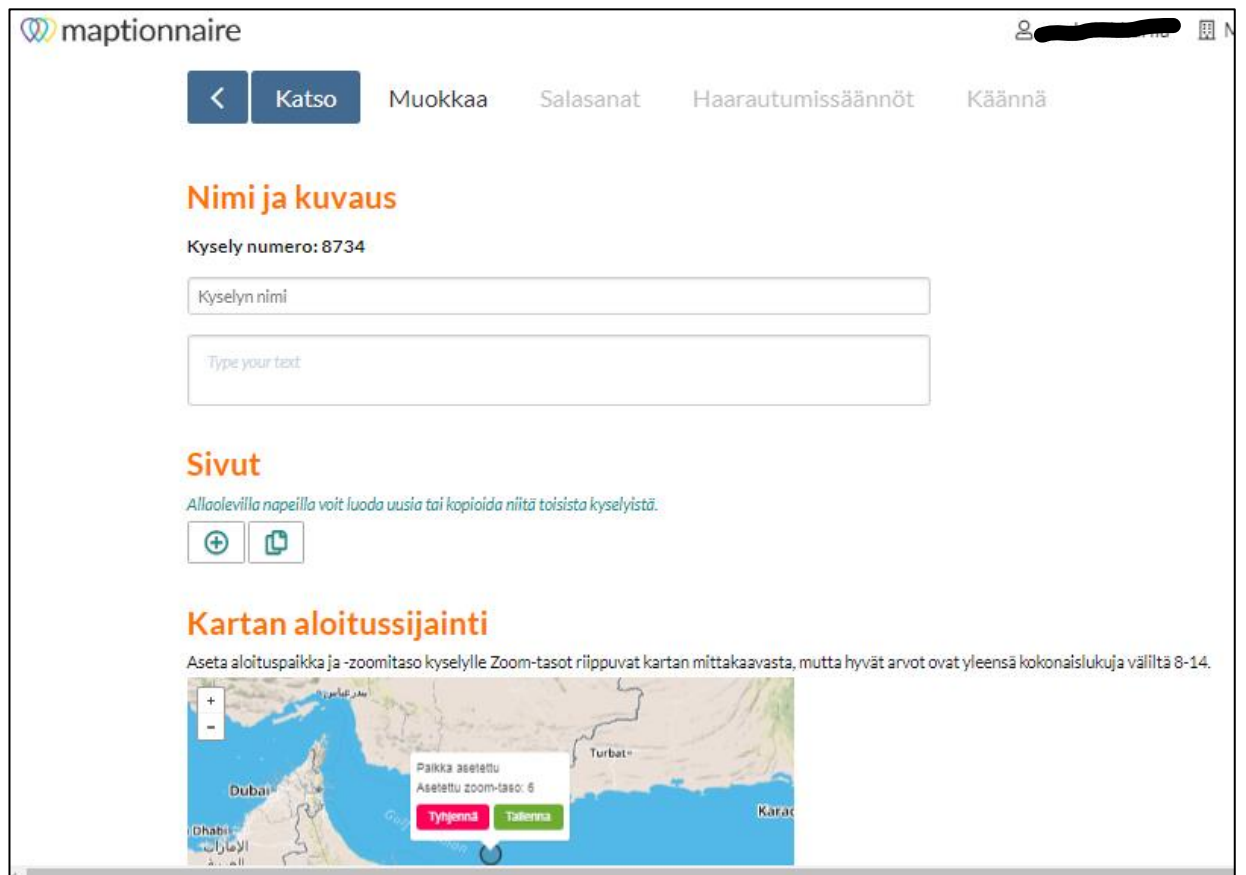 maptionnaire
Katso Muokkaa Salasanat Haarautumissäännöt Käännä
Nimi ja kuvaus
Kysely numero: 8734
Kyselyn nimi
Type your text
Sivut
Allaolevilla napeilla voit luoda uusia tai kopioida niitä toisista kyselyistä.
Kartan aloitussijainti
Aseta aloituspaikka ja -zoomitaso kyselylle Zoom-tasot riippuvat kartan mittakaavasta, mutta hyvät arvot ovat yleensä kokonaislukuja väliltä 8-14.
+
-
بندرعباس
Turbat
Paikka asetettu
Asetettu zoom-taso: 6
Dubai
Tyhjennä Tallenna
Karac
Dhabi
الإمارات
العربية